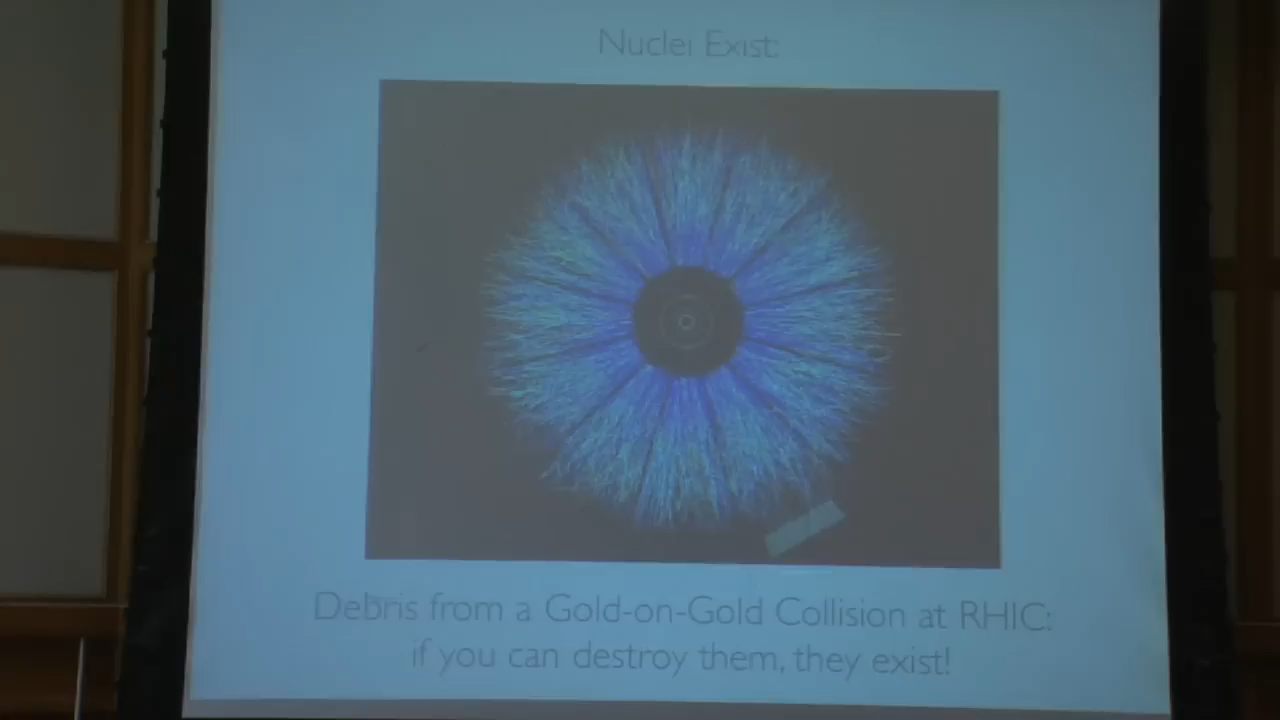 Nuclei Exist:
Debris from a Gold-on-Gold Collision at RHIC:
if you can destroy them, they exist!